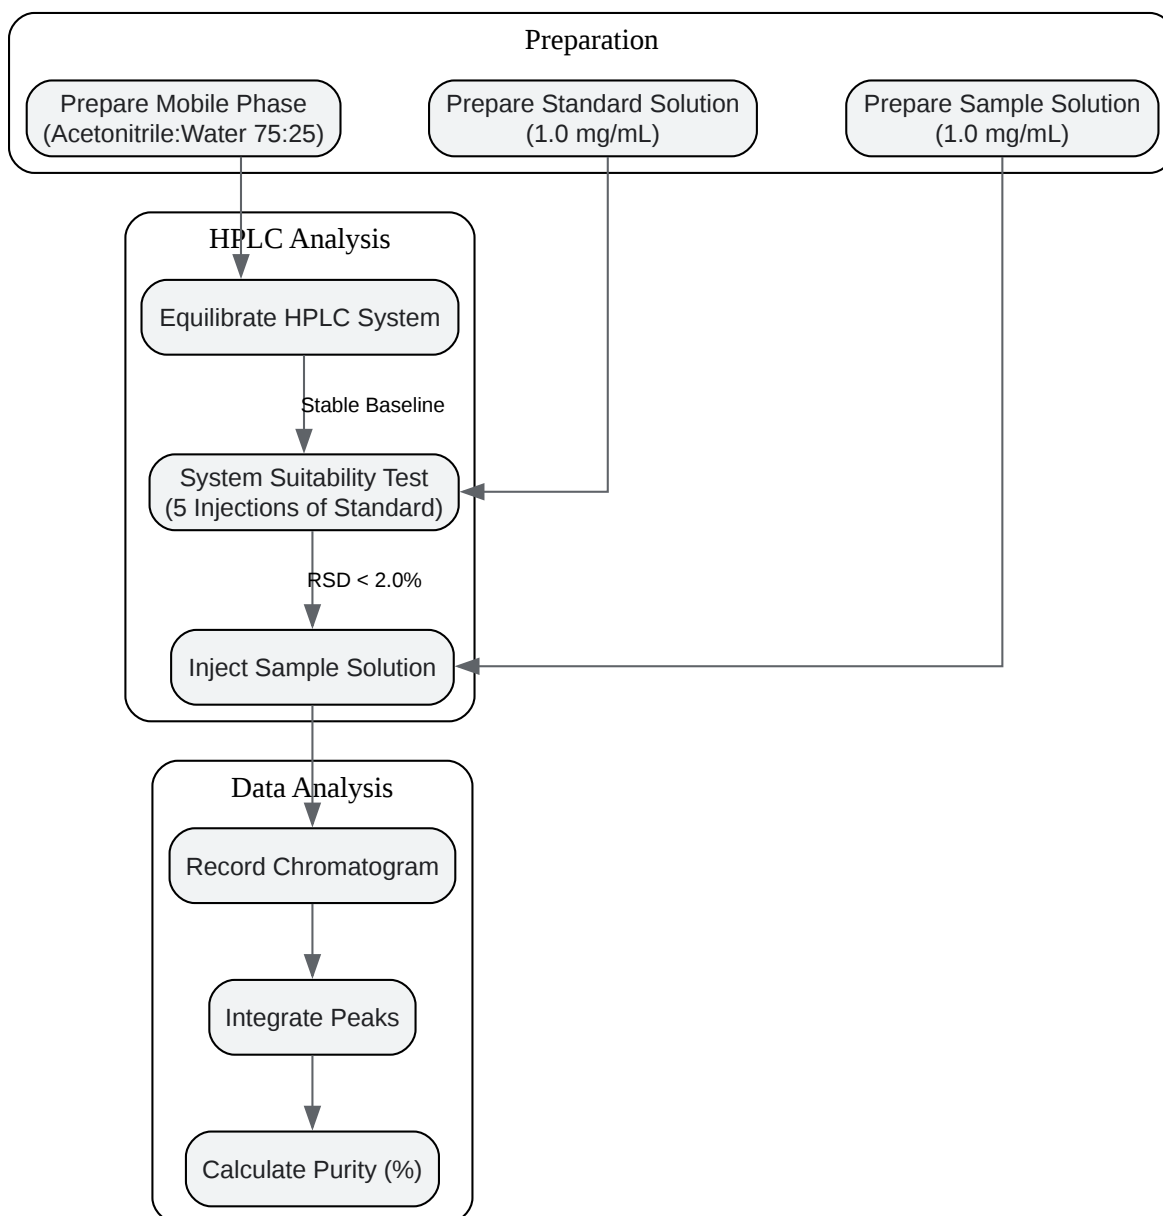 Preparation
Prepare Mobile Phase
(Acetonitrile:Water 75:25)
Prepare Standard Solution
(1.0 mg/mL)
Prepare Sample Solution
(1.0 mg/mL)
HPLC Analysis
Equilibrate HPLC System
Stable Baseline
System Suitability Test
(5 Injections of Standard)
RSD < 2.0%
Inject Sample Solution
Data Analysis
Record Chromatogram
Integrate Peaks
Calculate Purity (%)